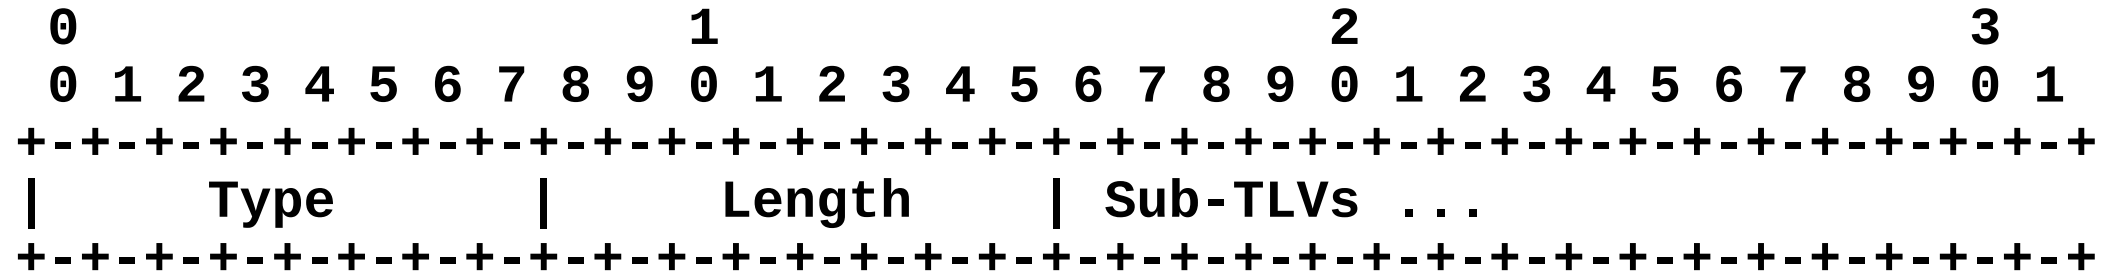 0                   1                   2                   3
 0 1 2 3 4 5 6 7 8 9 0 1 2 3 4 5 6 7 8 9 0 1 2 3 4 5 6 7 8 9 0 1
+-+-+-+-+-+-+-+-+-+-+-+-+-+-+-+-+-+-+-+-+-+-+-+-+-+-+-+-+-+-+-+-+
|     Type      |     Length    | Sub-TLVs ...
+-+-+-+-+-+-+-+-+-+-+-+-+-+-+-+-+-+-+-+-+-+-+-+-+-+-+-+-+-+-+-+-+